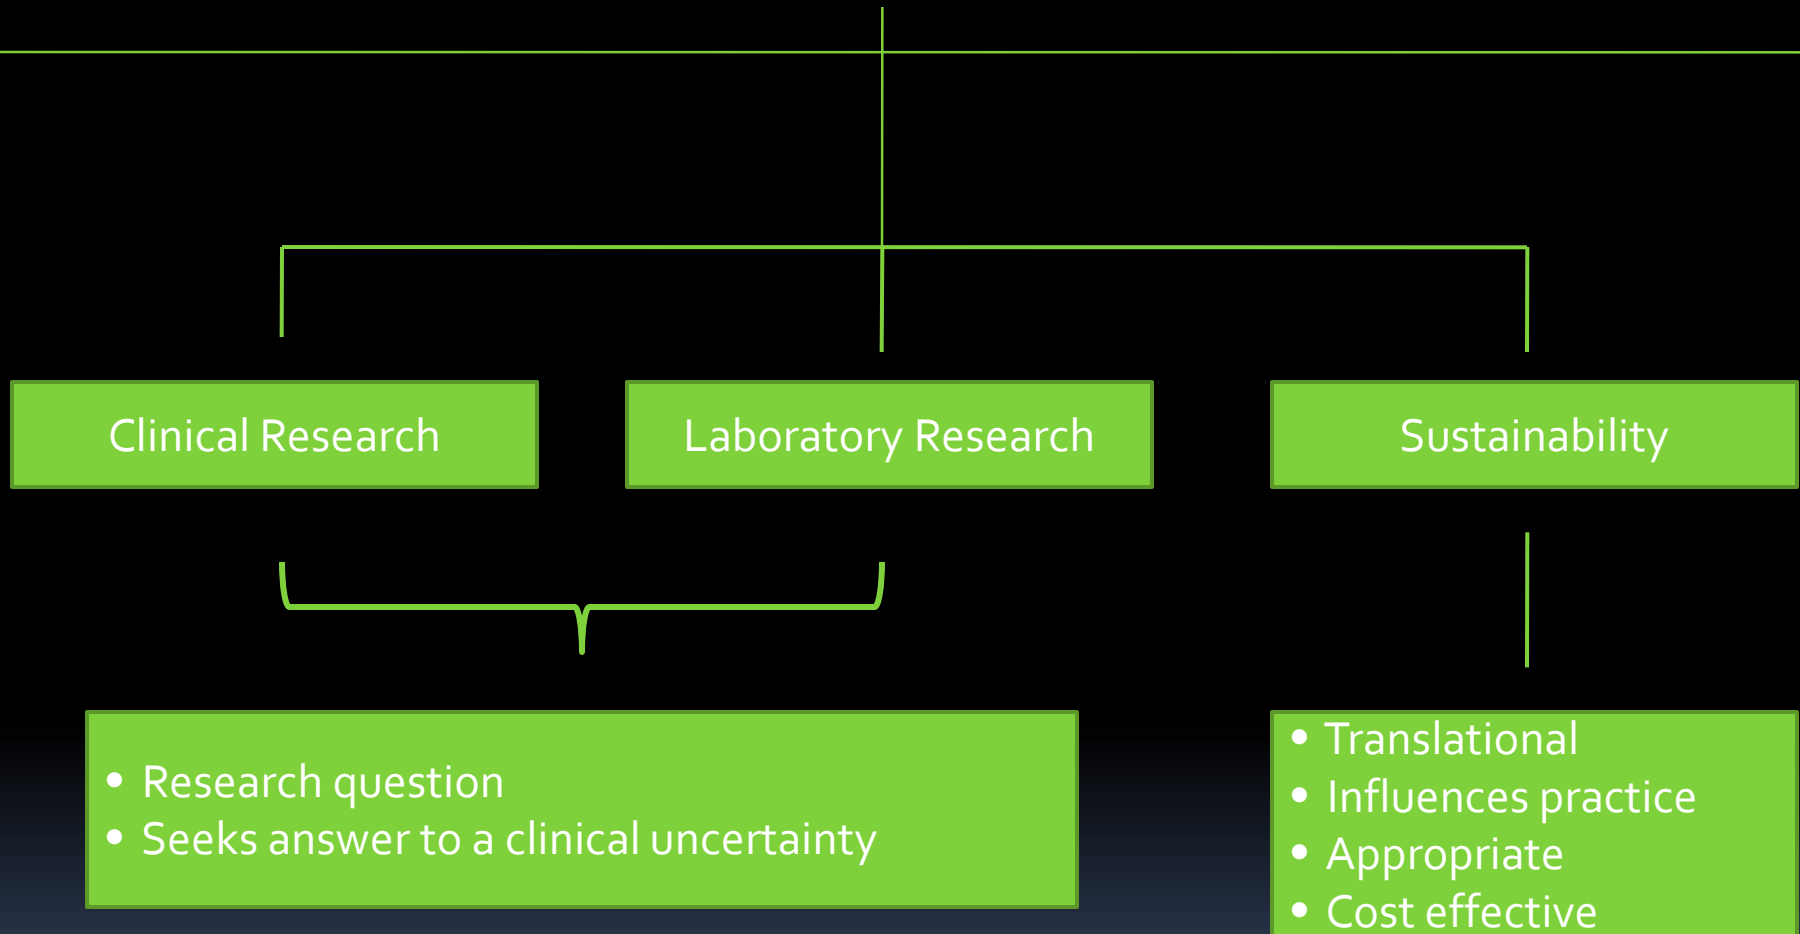 Clinical Research
Laboratory Research
Sustainability
• Research question
• Seeks answer to a clinical uncertainty
• Translational
• Influences practice
• Appropriate
• Cost effective